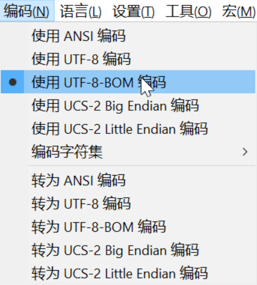 编码(N) 语言(L) 设置(T) 工具(O) 宏(M)
使用 ANSI 编码
使用 UTF-8 编码
使用 UTF-8-BOM 编码
使用 UCS-2 Big Endian 编码
使用 UCS-2 Little Endian 编码
编码字符集
转为 ANSI 编码
转为 UTF-8 编码
转为 UTF-8-BOM 编码
转为 UCS-2 Big Endian 编码
转为 UCS-2 Little Endian 编码